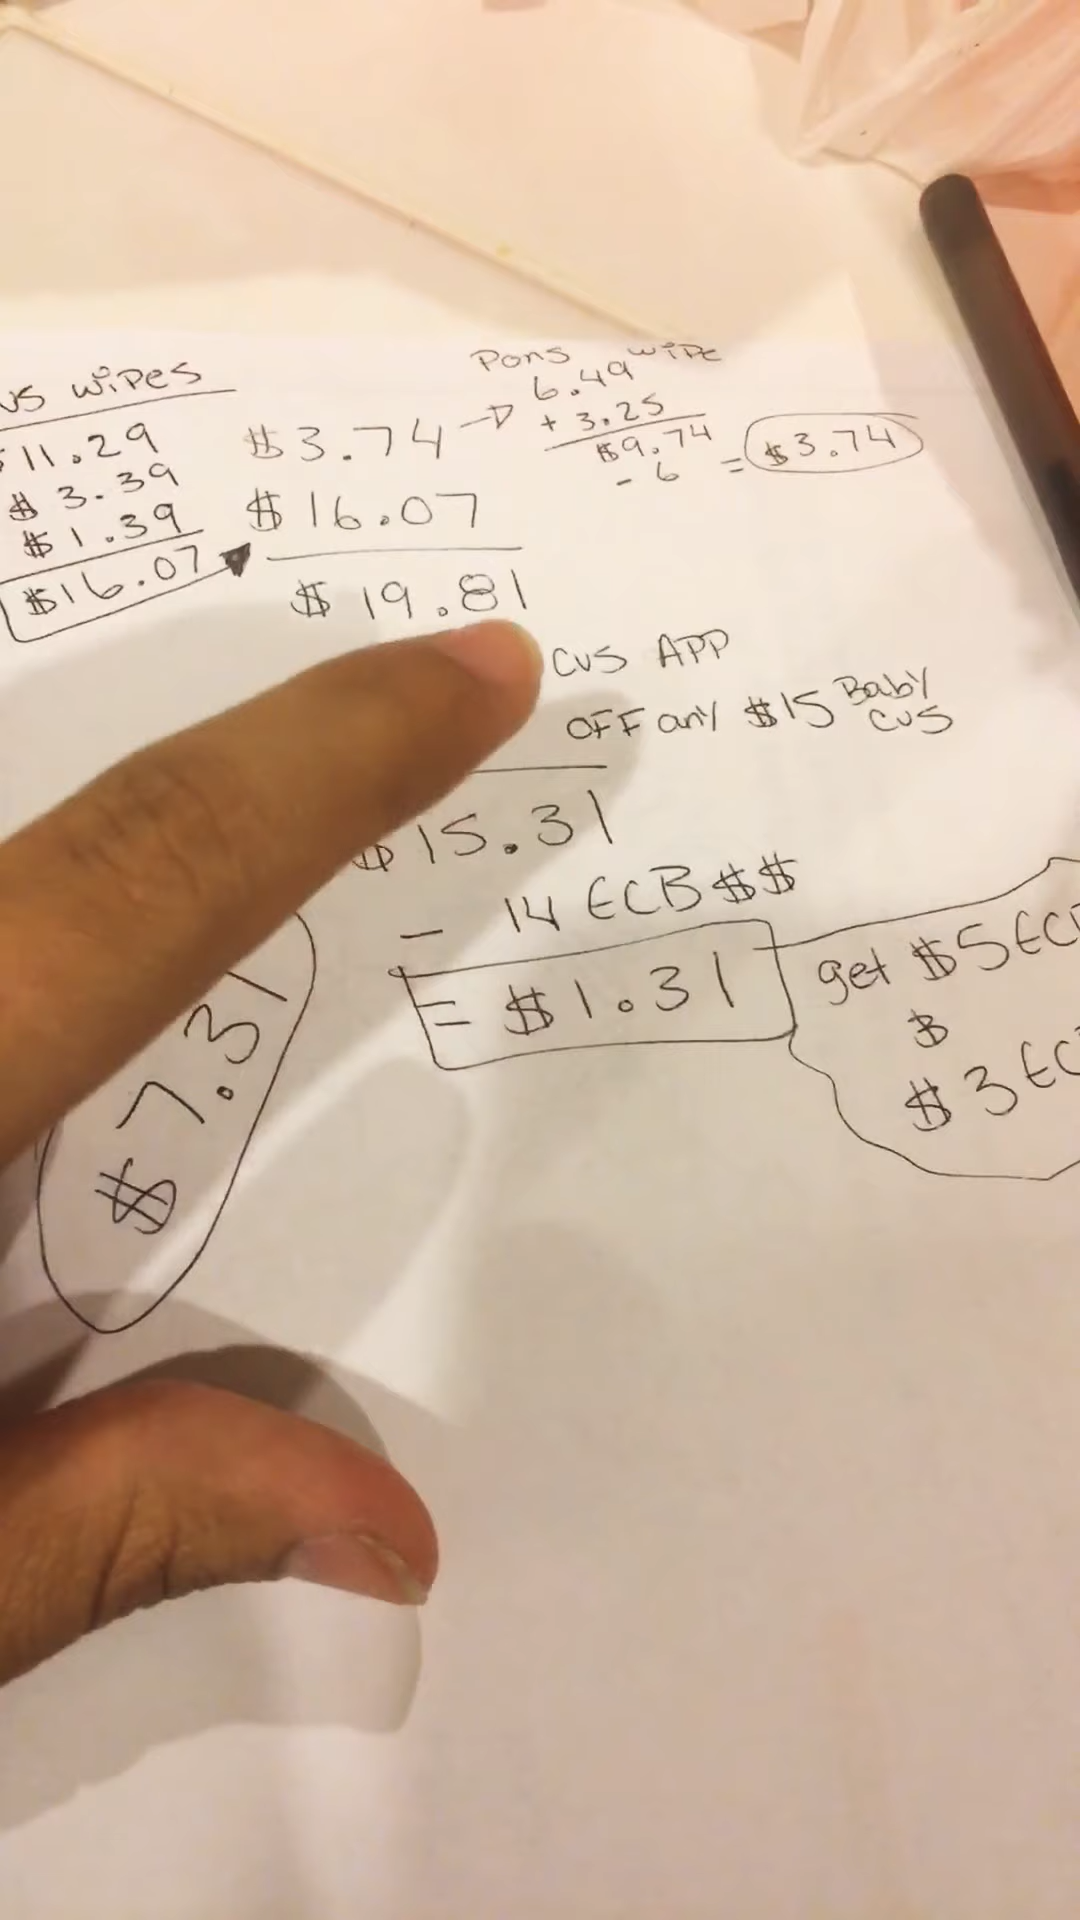 VS WIPES
$11.29
$3.39
$1.39
$16.07
$3.74
$16.07
$19.81
Pons WIPE
6.49
+ 3.25
$9.74
- 6
= $3.74
CVS APP
OFF any $15 Baby CVS
$15.31
- 14 ECB $$
= $1.31
get $5 EC
$
$3 EC
$7.31